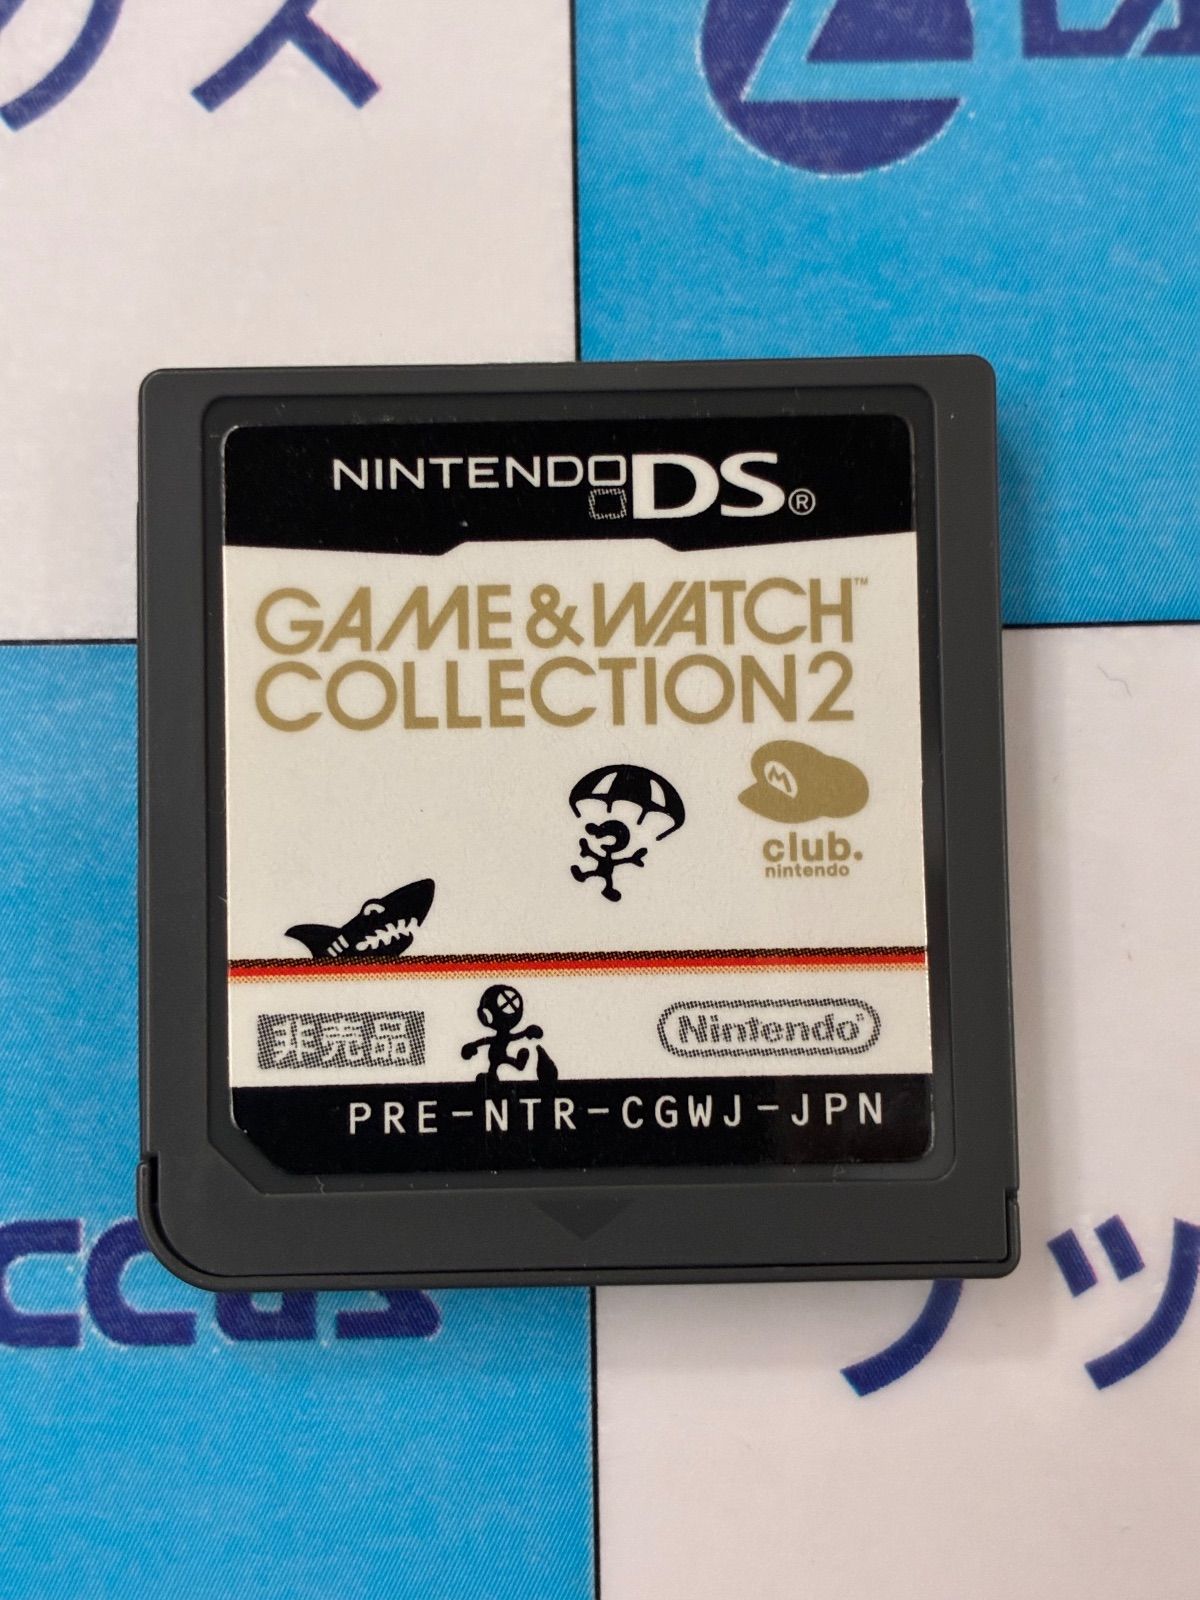 NINTENDO DS®
GAME & WATCH™
COLLECTION 2
M
club.
nintendo
非売品
Nintendo
PRE-NTR-CGWJ-JPN